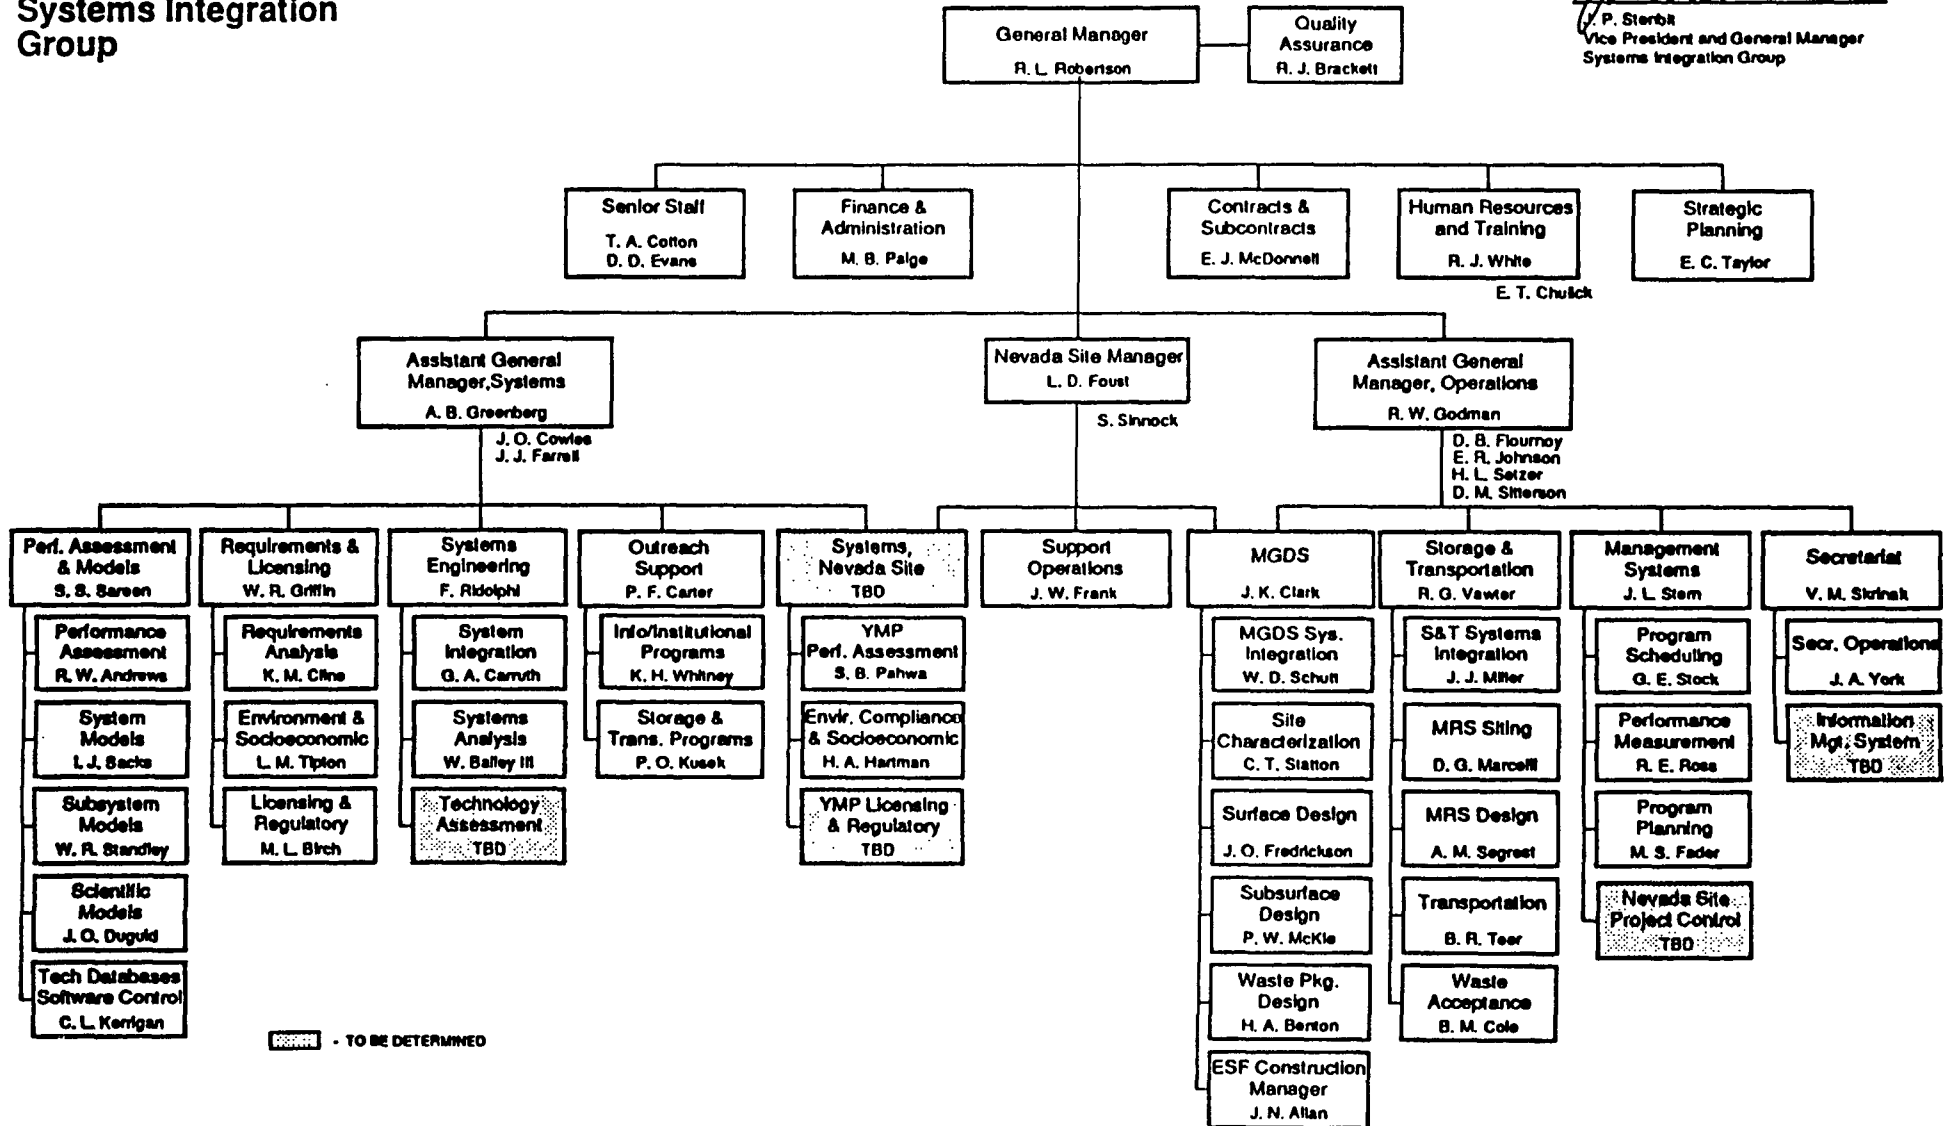 Systems Integration
Group
General Manager
R. L. Robertson
Quality
Assurance
R. J. Brackett
J. P. Stenbit
Vice President and General Manager
Systems Integration Group
Senior Staff
T. A. Cotton
D. D. Evans
Finance &
Administration
M. B. Paige
Contracts &
Subcontracts
E. J. McDonnell
Human Resources
and Training
R. J. White
E. T. Chulick
Strategic
Planning
E. C. Taylor
Assistant General
Manager,Systems
A. B. Greenberg
J. O. Cowles
J. J. Farrell
Nevada Site Manager
L. D. Foust
S. Sinnock
Assistant General
Manager, Operations
R. W. Godman
D. B. Flournoy
E. R. Johnson
H. L. Setzer
D. M. Sitterson
Perf. Assessment
& Models
S. S. Sareen
Performance
Assessment
R. W. Andrews
System
Models
I. J. Sacks
Subsystem
Models
W. R. Standley
Scientific
Models
J. O. Duguid
Tech Databases
Software Control
C. L. Kerrigan
Requirements &
Licensing
W. R. Griffin
Requirements
Analysis
K. M. Cline
Environment &
Socioeconomic
L. M. Tipton
Licensing &
Regulatory
M. L. Birch
Systems
Engineering
F. Ridolphi
System
Integration
G. A. Carruth
Systems
Analysis
W. Bailey III
Technology
Assessment
TBD
Outreach
Support
P. F. Carter
Info/Institutional
Programs
K. H. Whitney
Storage &
Trans. Programs
P. O. Kusek
Systems,
Nevada Site
TBD
YMP
Perf. Assessment
S. B. Pahwa
Envir. Compliance
& Socioeconomic
H. A. Hartman
YMP Licensing
& Regulatory
TBD
Support
Operations
J. W. Frank
MGDS
J. K. Clark
MGDS Sys.
Integration
W. D. Schutt
Site
Characterization
C. T. Statton
Surface Design
J. O. Fredrickson
Subsurface
Design
P. W. McKie
Waste Pkg.
Design
H. A. Benton
ESF Construction
Manager
J. N. Allan
Storage &
Transportation
R. G. Vawter
S&T Systems
Integration
J. J. Miller
MRS Siting
D. G. Marcelli
MRS Design
A. M. Segrest
Transportation
B. R. Teer
Waste
Acceptance
B. M. Cole
Management
Systems
J. L. Stern
Program
Scheduling
G. E. Stock
Performance
Measurement
R. E. Ross
Program
Planning
M. S. Fader
Nevada Site
Project Control
TBD
Secretariat
V. M. Skrinak
Secr. Operations
J. A. York
Information
Mgt. System
TBD
- TO BE DETERMINED